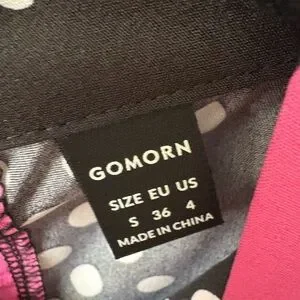 GOMORN
SIZE EU US
S 36 4
MADE IN CHINA